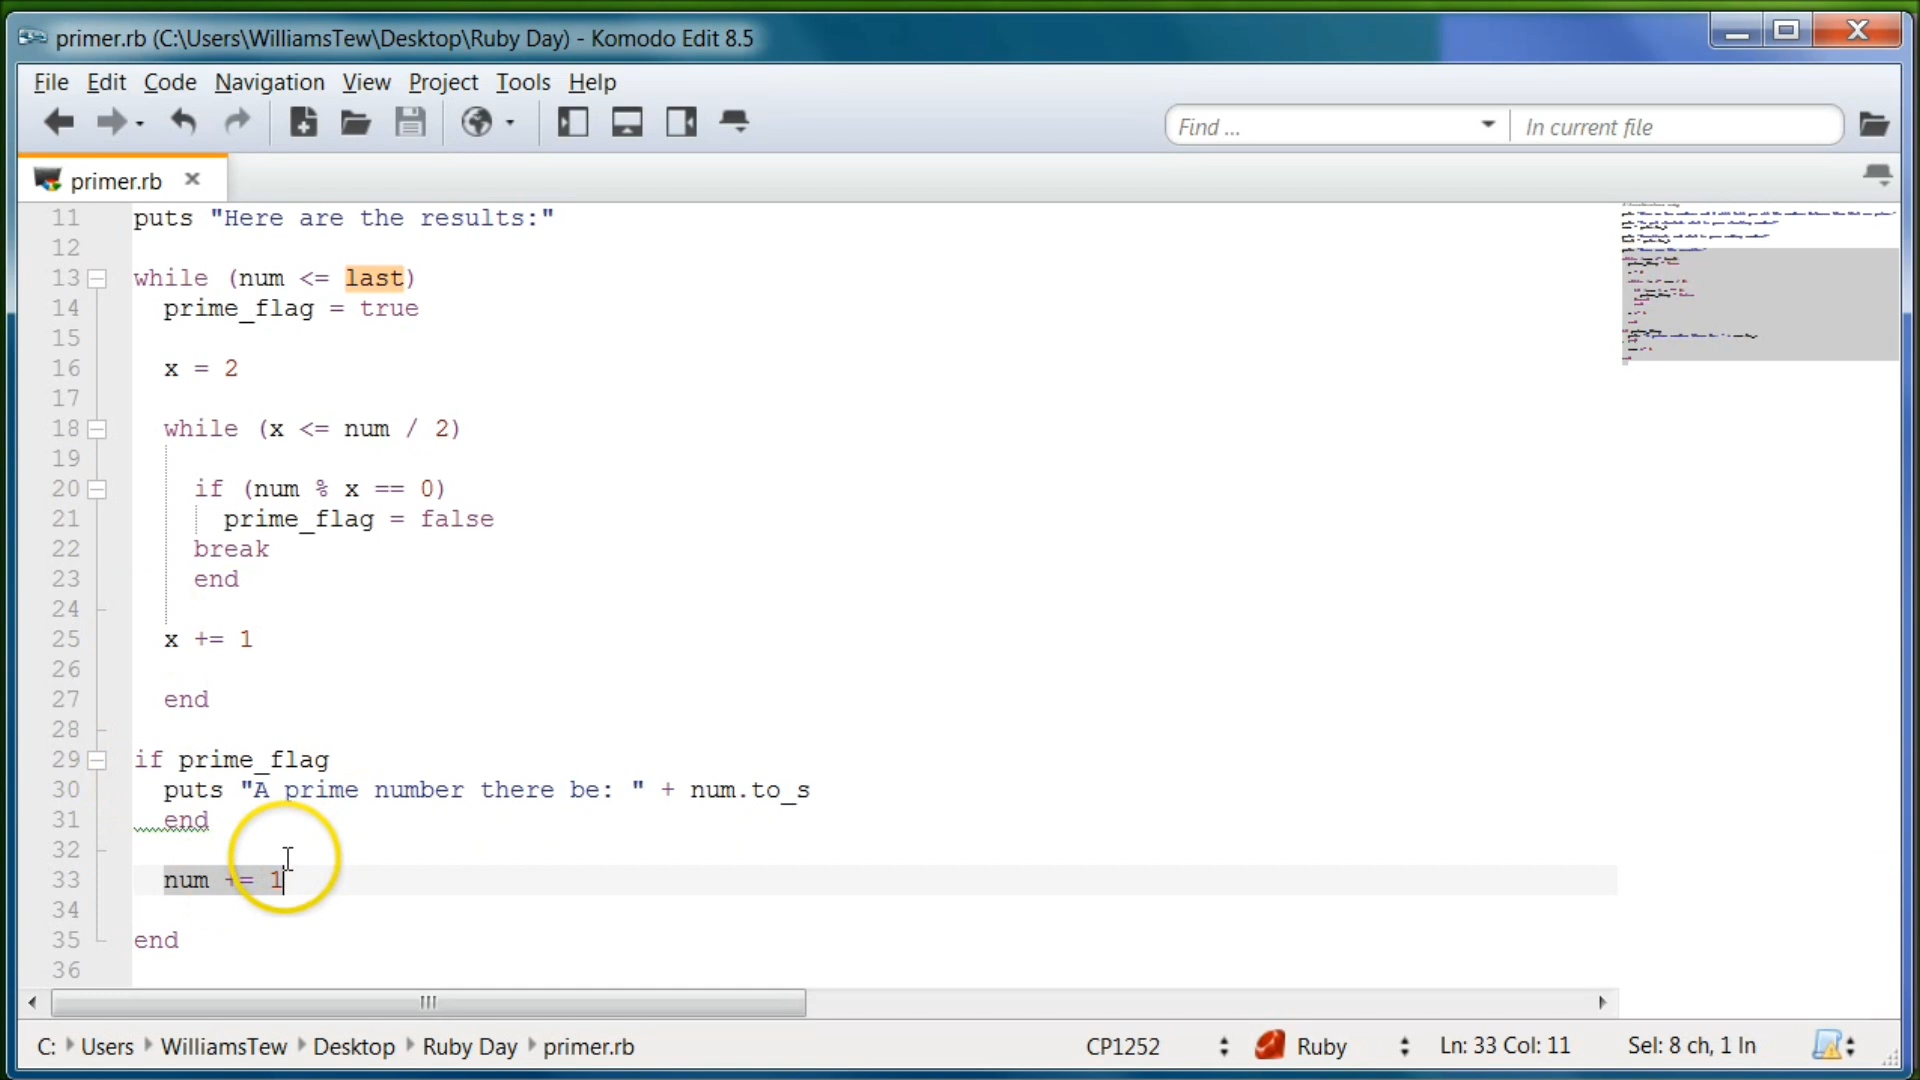 primer.rb (C:\Users\WilliamsTew\Desktop\Ruby Day) - Komodo Edit 8.5
File Edit Code Navigation View Project Tools Help
Find ... In current file
primer.rb
11 puts "Here are the results:"
12
13 while (num <= last)
14 prime_flag = true
15
16 x = 2
17
18 while (x <= num / 2)
19
20 if (num % x == 0)
21 prime_flag = false
22 break
23 end
24
25 x += 1
26
27 end
28
29 if prime_flag
30 puts "A prime number there be: " + num.to_s
31 end
32
33 num += 1
34
35 end
36
C: Users WilliamsTew Desktop Ruby Day primer.rb CP1252 Ruby Ln: 33 Col: 11 Sel: 8 ch, 1 ln